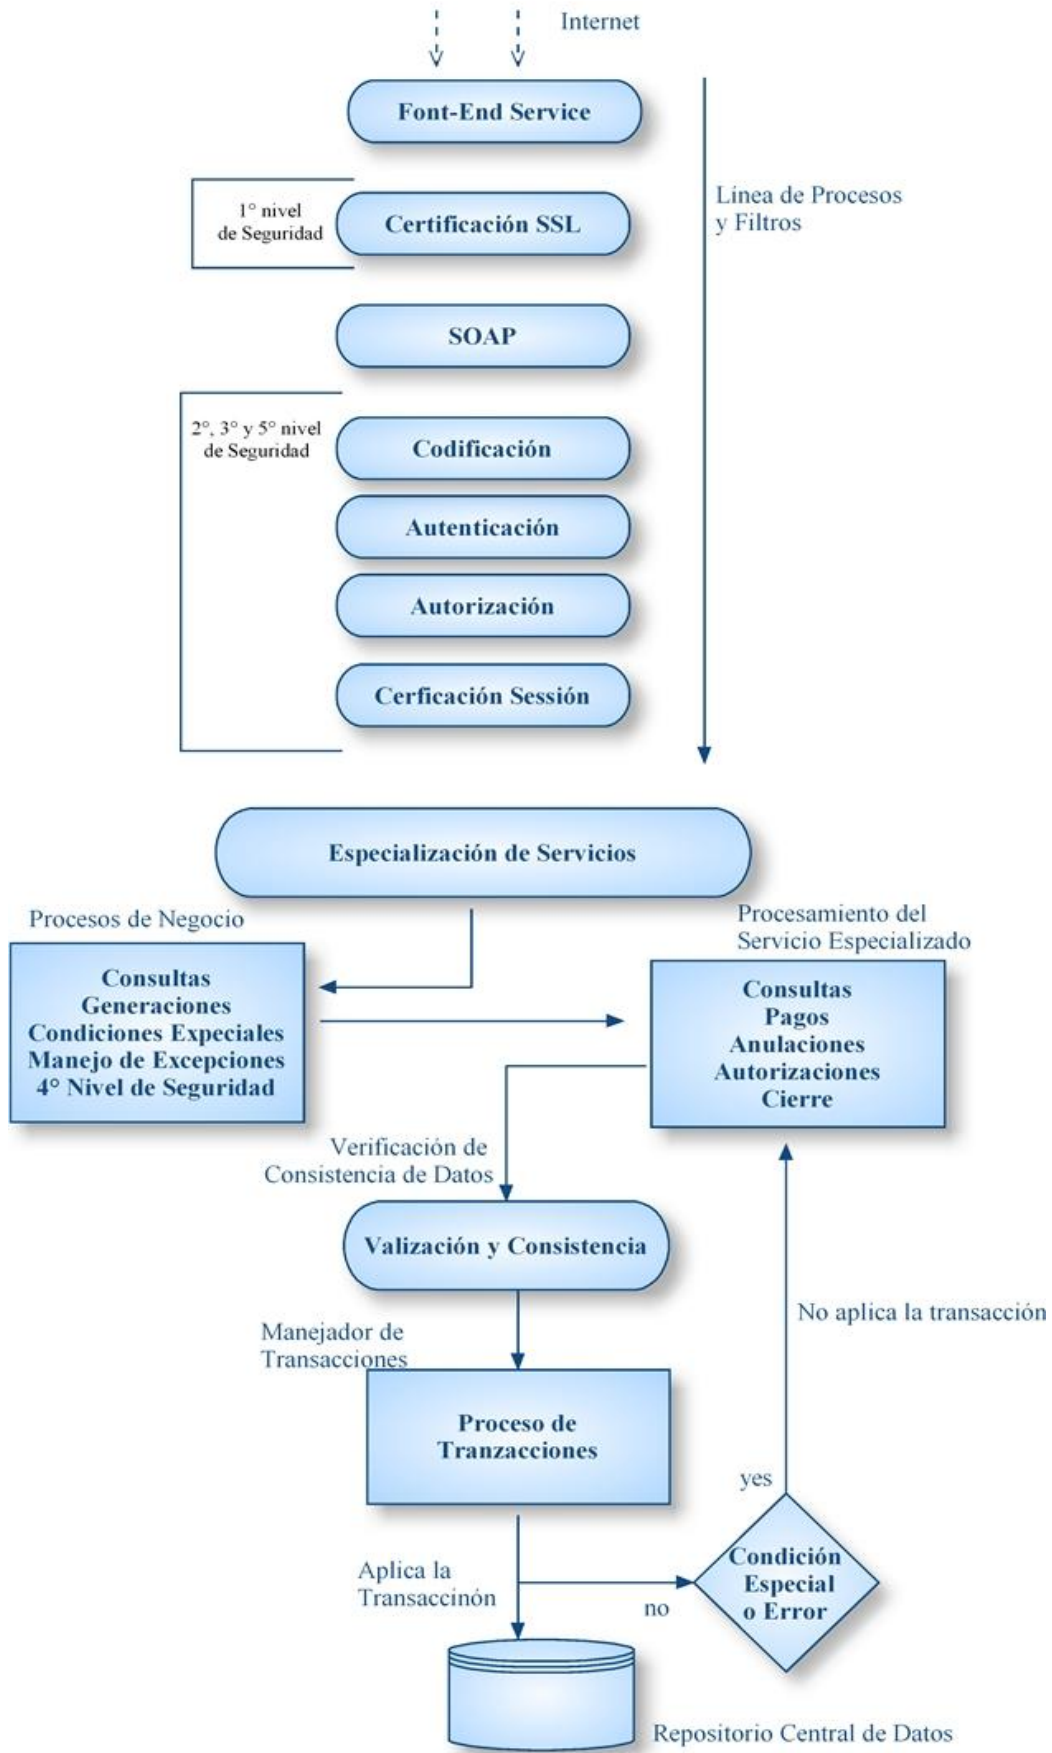 Internet
Font-End Service
1° nivel
de Seguridad
Certificación SSL
Línea de Procesos
y Filtros
SOAP
2°, 3° y 5° nivel
de Seguridad
Codificación
Autenticación
Autorización
Cerficación Sessión
Especialización de Servicios
Procesos de Negocio
Consultas
Generaciones
Condiciones Expeciales
Manejo de Excepciones
4° Nivel de Seguridad
Procesamiento del
Servicio Especializado
Consultas
Pagos
Anulaciones
Autorizaciones
Cierre
Verificación de
Consistencia de Datos
Valización y Consistencia
No aplica la transacción
Manejador de
Transacciones
Proceso de
Tranzacciones
yes
Condición
Especial
o Error
Aplica la
Transaccinón
no
Repositorio Central de Datos